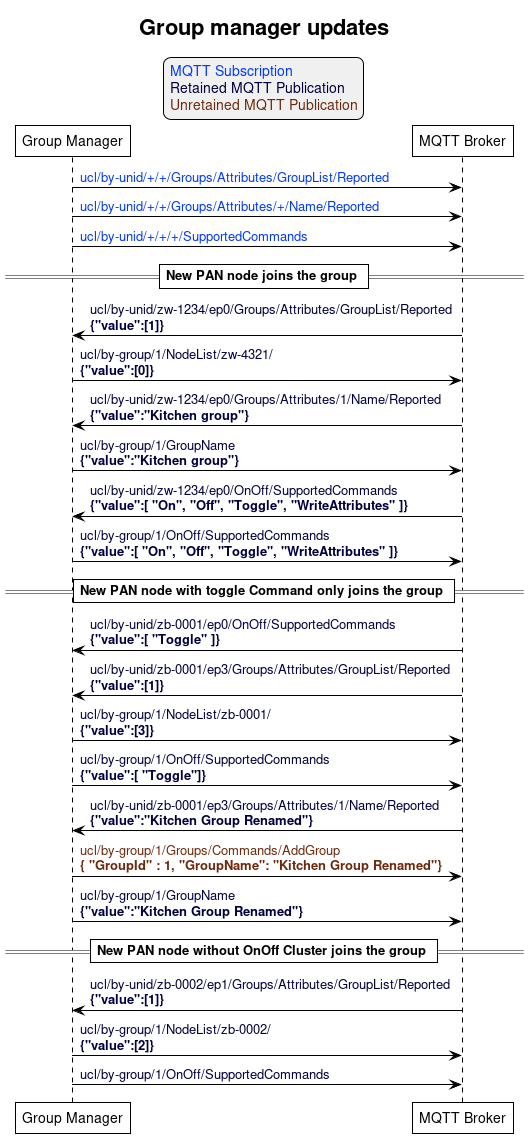 Group manager updates
MQTT Subscription
Retained MQTT Publication
Unretained MQTT Publication
Group Manager
MQTT Broker
ucl/by-unid/+/+/Groups/Attributes/GroupList/Reported
ucl/by-unid/+/+/Groups/Attributes/+/Name/Reported
ucl/by-unid/+/+/+/SupportedCommands
New PAN node joins the group
ucl/by-unid/zw-1234/ep0/Groups/Attributes/GroupList/Reported
{"value":[1]}
ucl/by-group/1/NodeList/zw-4321/
{"value":[0]}
ucl/by-unid/zw-1234/ep0/Groups/Attributes/1/Name/Reported
{"value":"Kitchen group"}
ucl/by-group/1/GroupName
{"value":"Kitchen group"}
ucl/by-unid/zw-1234/ep0/OnOff/SupportedCommands
{"value":[ "On", "Off", "Toggle", "WriteAttributes" ]}
ucl/by-group/1/OnOff/SupportedCommands
{"value":[ "On", "Off", "Toggle", "WriteAttributes" ]}
New PAN node with toggle Command only joins the group
ucl/by-unid/zb-0001/ep0/OnOff/SupportedCommands
{"value":[ "Toggle" ]}
ucl/by-unid/zb-0001/ep3/Groups/Attributes/GroupList/Reported
{"value":[1]}
ucl/by-group/1/NodeList/zb-0001/
{"value":[3]}
ucl/by-group/1/OnOff/SupportedCommands
{"value":[ "Toggle"]}
ucl/by-unid/zb-0001/ep3/Groups/Attributes/1/Name/Reported
{"value":"Kitchen Group Renamed"}
ucl/by-group/1/Groups/Commands/AddGroup
{ "GroupId" : 1, "GroupName": "Kitchen Group Renamed"}
ucl/by-group/1/GroupName
{"value":"Kitchen Group Renamed"}
New PAN node without OnOff Cluster joins the group
ucl/by-unid/zb-0002/ep1/Groups/Attributes/GroupList/Reported
{"value":[1]}
ucl/by-group/1/NodeList/zb-0002/
{"value":[2]}
ucl/by-group/1/OnOff/SupportedCommands
Group Manager
MQTT Broker